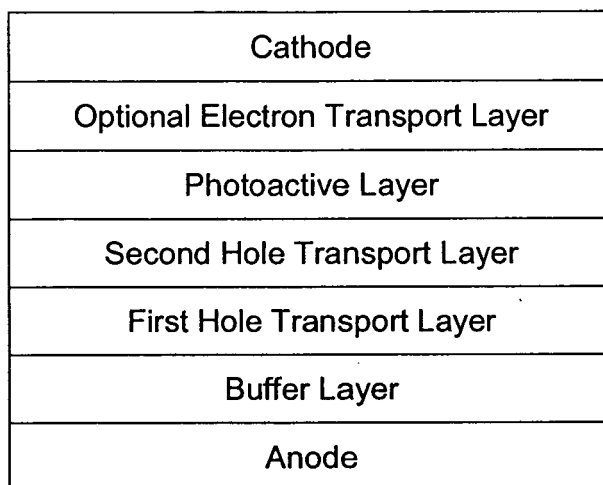 Cathode
Optional Electron Transport Layer
Photoactive Layer
Second Hole Transport Layer
First Hole Transport Layer
Buffer Layer
Anode